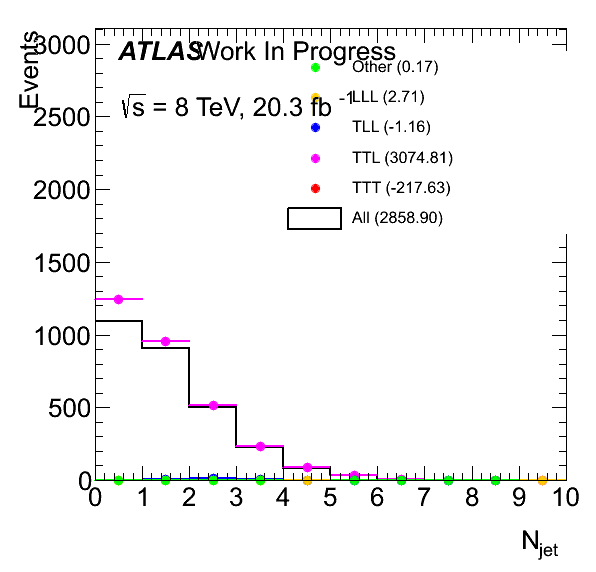 Events
3000
2500
2000
1500
1000
500
0
ATLAS Work In Progress
√s = 8 TeV, 20.3 fb -1
Other (0.17)
LLL (2.71)
TLL (-1.16)
TTL (3074.81)
TTT (-217.63)
All (2858.90)
0 1 2 3 4 5 6 7 8 9 10
Njet